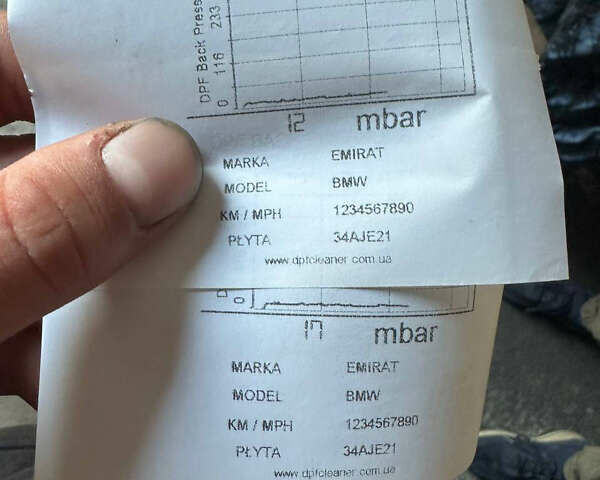 DPF Back Press
233
116
0
12 mbar
MARKA EMIRAT
MODEL BMW
KM / MPH 1234567890
PŁYTA 34AJE21
www.dpfcleaner.com.ua
0
17 mbar
MARKA EMIRAT
MODEL BMW
KM / MPH 1234567890
PŁYTA 34AJE21
www.dpfcleaner.com.ua